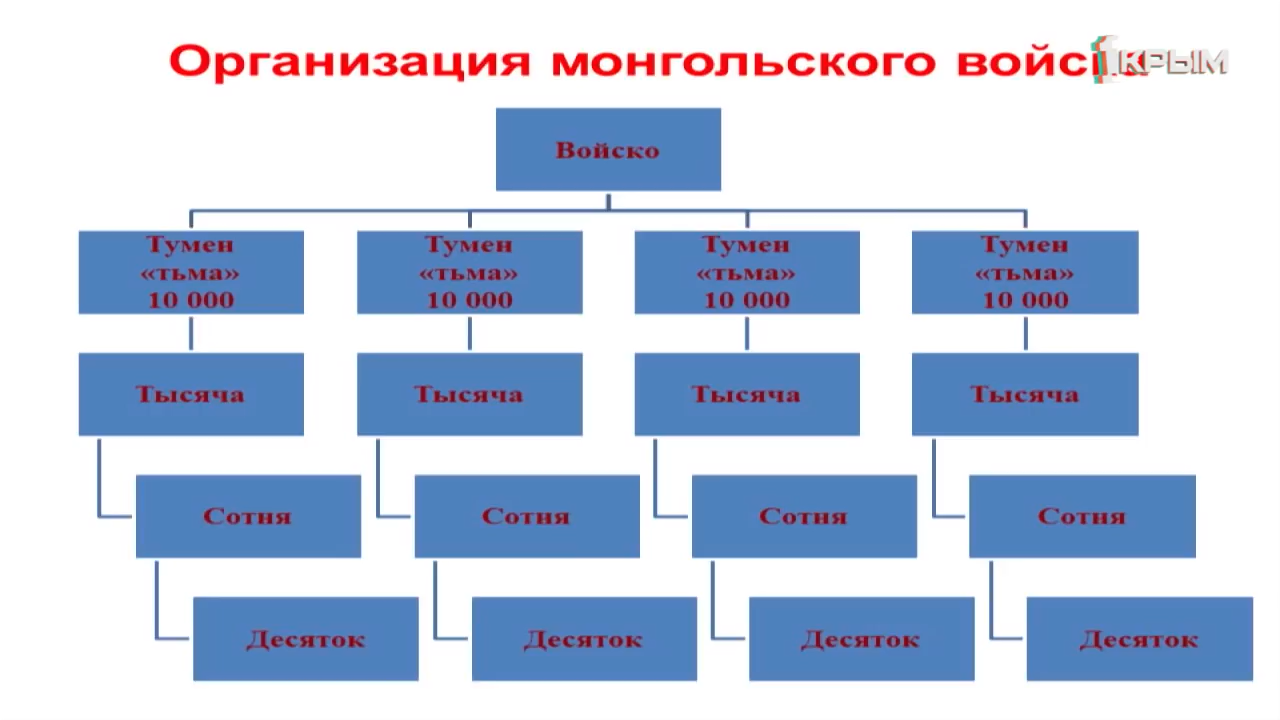 Организация монгольского войска
1КРЫМ
Войско
Тумен
«тьма»
10 000
Тумен
«тьма»
10 000
Тумен
«тьма»
10 000
Тумен
«тьма»
10 000
Тысяча
Тысяча
Тысяча
Тысяча
Сотня
Сотня
Сотня
Сотня
Десяток
Десяток
Десяток
Десяток